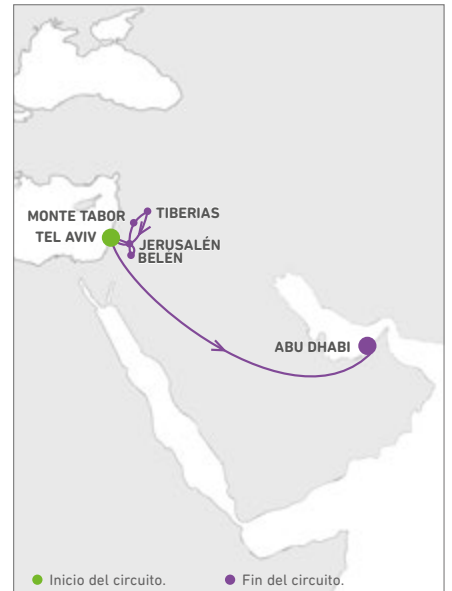 MONTE TABOR
TIBERIAS
TEL AVIV
JERUSALÉN
BELÉN
ABU DHABI
Inicio del circuito.
Fin del circuito.